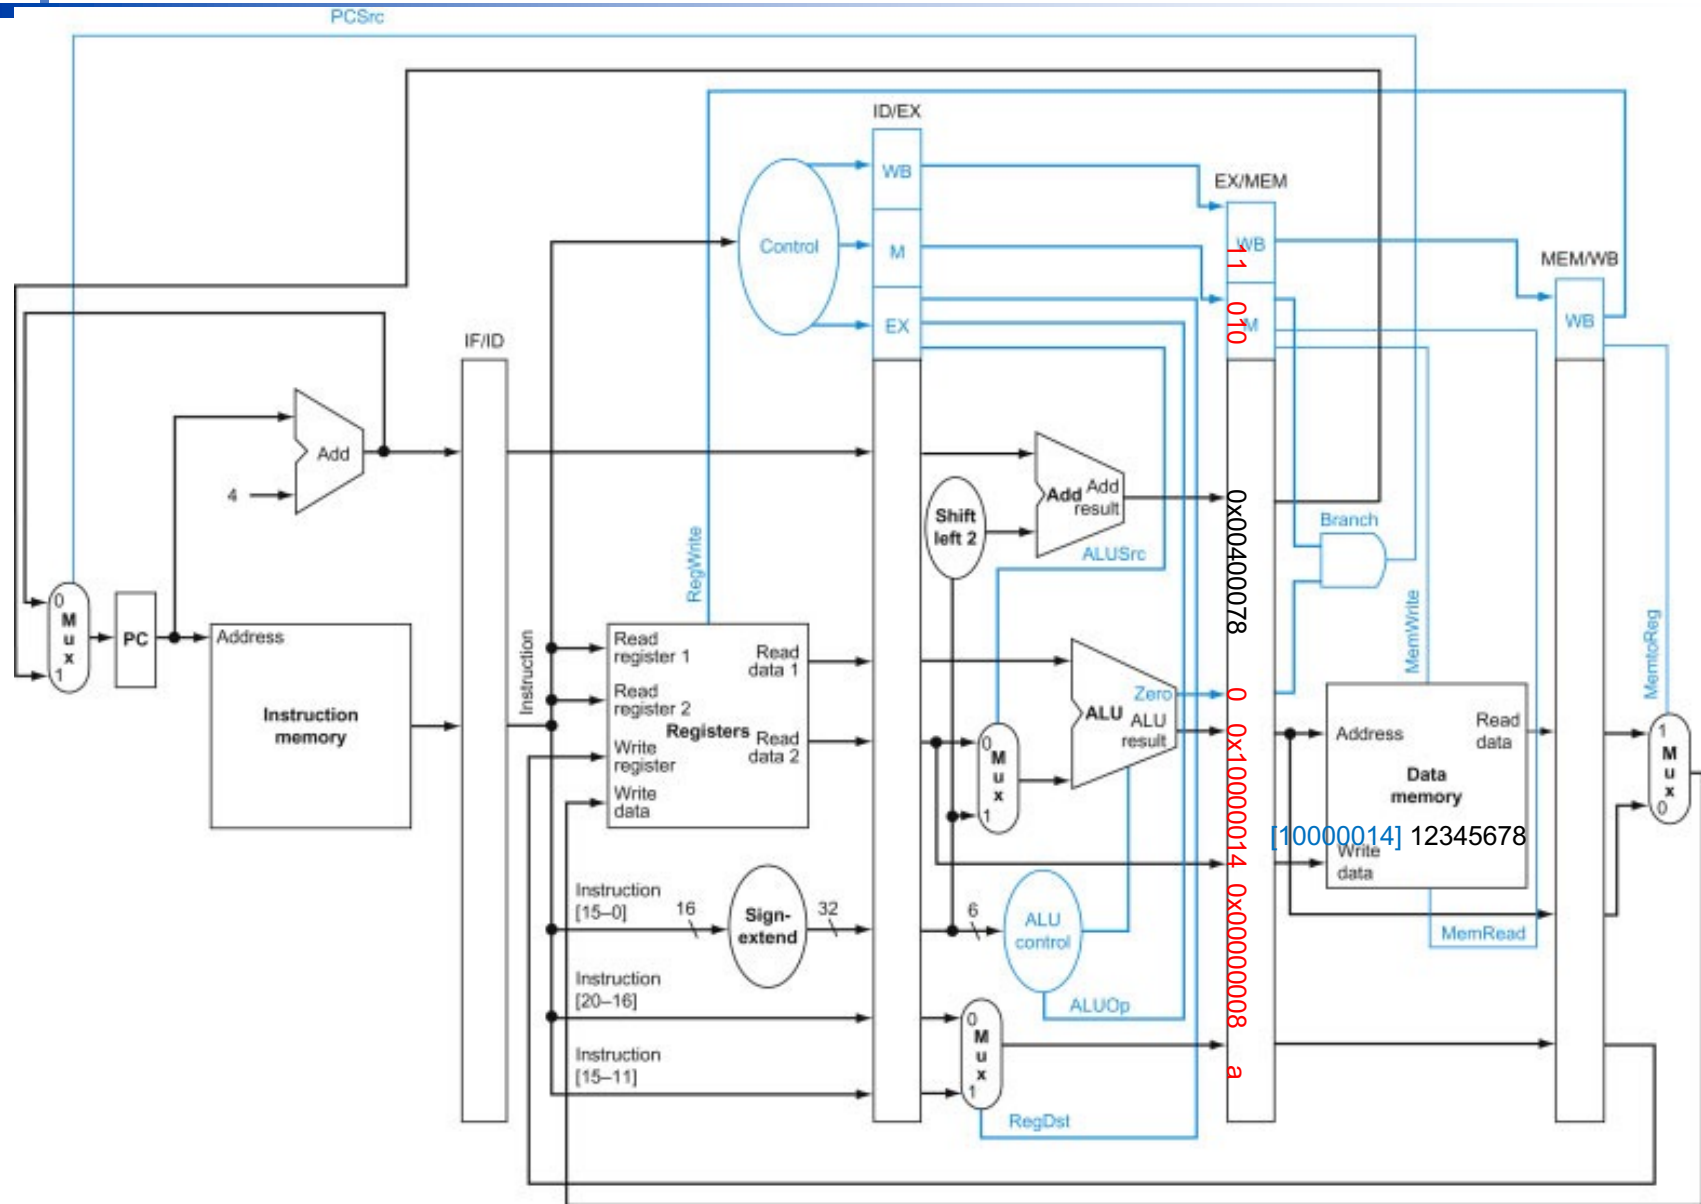 PCSrc
ID/EX
WB
EX/MEM
Control
M
WB
11
MEM/WB
EX
M
010
WB
IF/ID
Add
4
Add
Add
result
Shift
left 2
0x00400078
Branch
ALUSrc
RegWrite
MemWrite
0
M
u
x
1
PC
Address
Instruction
memory
Instruction
Read
register 1
Read
data 1
Read
register 2
Registers
Write
register
Read
data 2
Write
data
Zero
ALU
ALU
result
0
0
M
u
x
1
0x10000014
Address
Read
data
Data
memory
[10000014] 12345678
Write
data
MemtoReg
1
M
u
x
0
Instruction
[15–0]
16
Sign-
extend
32
6
ALU
control
0x00000008
MemRead
Instruction
[20–16]
ALUOp
0
M
u
x
1
Instruction
[15–11]
a
RegDst